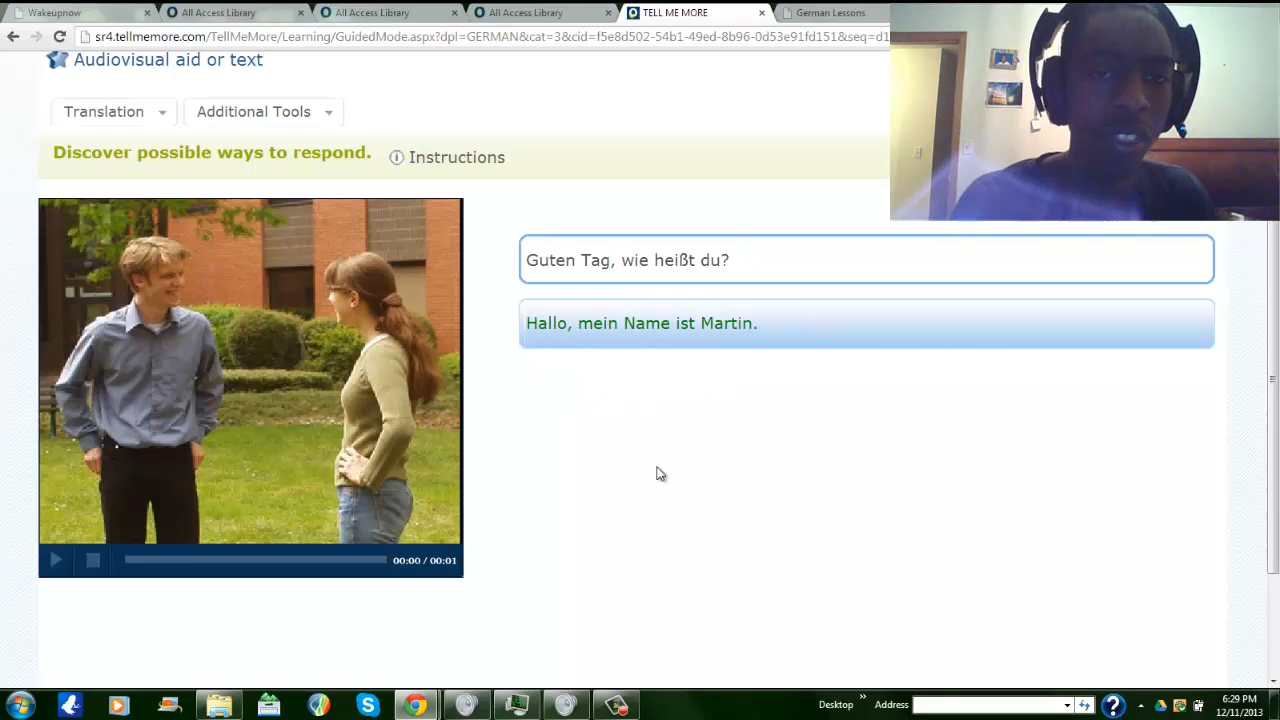 Wakeupnow
All Access Library
All Access Library
All Access Library
TELL ME MORE
German Lessons
sr4.tellmemore.com/TellMeMore/Learning/GuidedMode.aspx?dpl=GERMAN&cat=3&cid=f5e8d502-54b1-49ed-8b96-0d53e91fd151&seq=d1
Audiovisual aid or text
Translation
Additional Tools
Discover possible ways to respond.
Instructions
Guten Tag, wie heißt du?
Hallo, mein Name ist Martin.
00:00 / 00:01
Desktop
Address
6:29 PM
12/11/2013